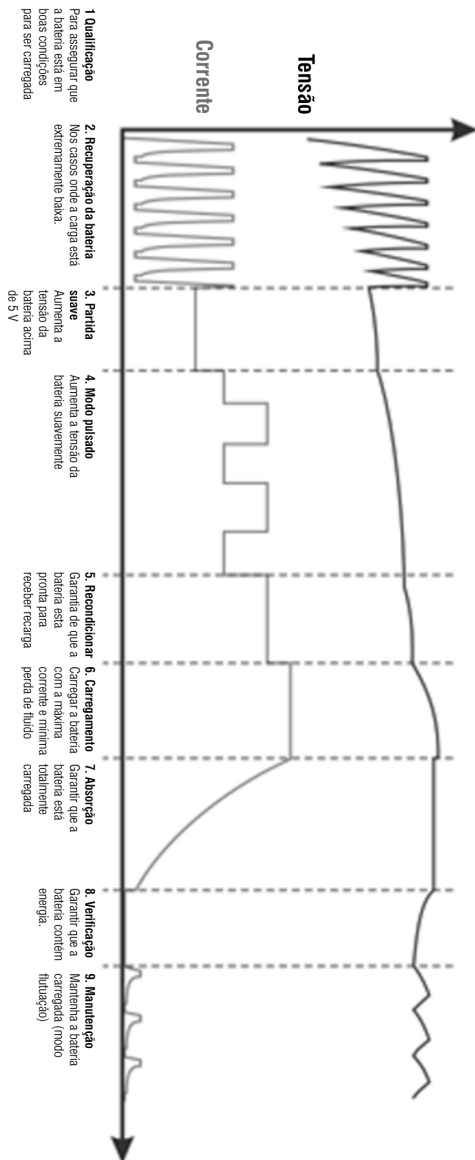 Tensão
Corrente
1 Qualificação
Para assegurar que
a bateria está em
boas condições
para ser carregada
2. Recuperação da bateria
Nos casos onde a carga está
extremamente baixa.
3. Partida
suave
Aumenta a
tensão da
bateria acima
de 5 V
4. Modo pulsado
Aumenta a tensão da
bateria suavemente
5. Recondicionar
Garantia de que a
bateria esta
pronta para
receber recarga
6. Carregamento
Carregar a bateria
com a máxima
corrente e mínima
perda de fluido
7. Absorção
Garantir que a
bateria está
totalmente
carregada
8. Verificação
Garantir que a
bateria contém
energia.
9. Manutenção
Mantenha a bateria
carregada (modo
flutuação)